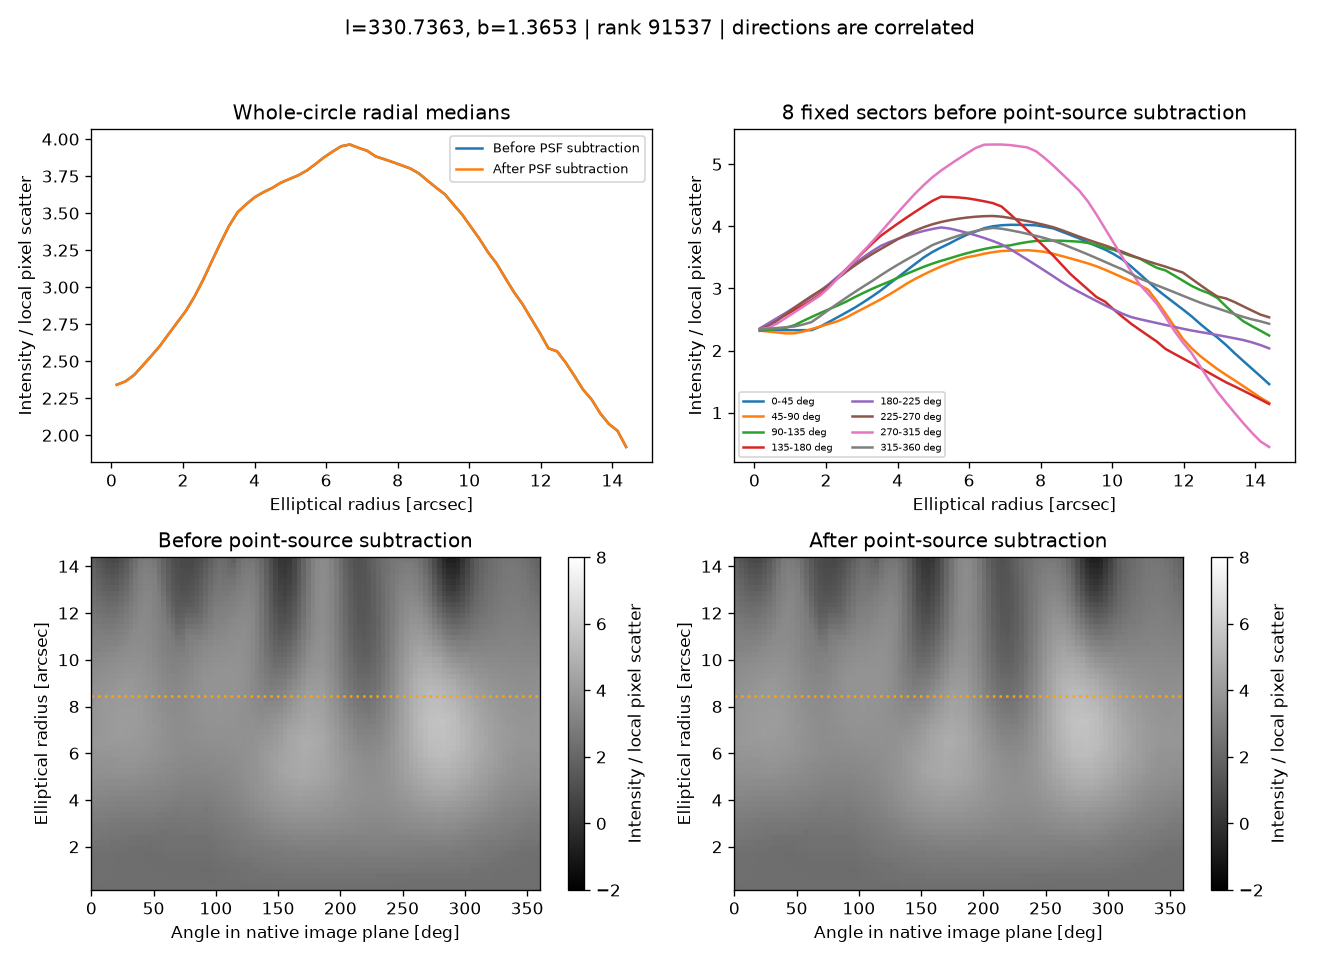 l=330.7363, b=1.3653 | rank 91537 | directions are correlated
Whole-circle radial medians
Intensity / local pixel scatter
4.00
3.75
3.50
3.25
3.00
2.75
2.50
2.25
2.00
Before PSF subtraction
After PSF subtraction
0 2 4 6 8 10 12 14
Elliptical radius [arcsec]
8 fixed sectors before point-source subtraction
Intensity / local pixel scatter
5
4
3
2
1
0-45 deg
45-90 deg
90-135 deg
135-180 deg
180-225 deg
225-270 deg
270-315 deg
315-360 deg
0 2 4 6 8 10 12 14
Elliptical radius [arcsec]
Before point-source subtraction
Elliptical radius [arcsec]
14
12
10
8
6
4
2
0 50 100 150 200 250 300 350
Angle in native image plane [deg]
8
6
4
2
0
−2
Intensity / local pixel scatter
After point-source subtraction
Elliptical radius [arcsec]
14
12
10
8
6
4
2
0 50 100 150 200 250 300 350
Angle in native image plane [deg]
8
6
4
2
0
−2
Intensity / local pixel scatter